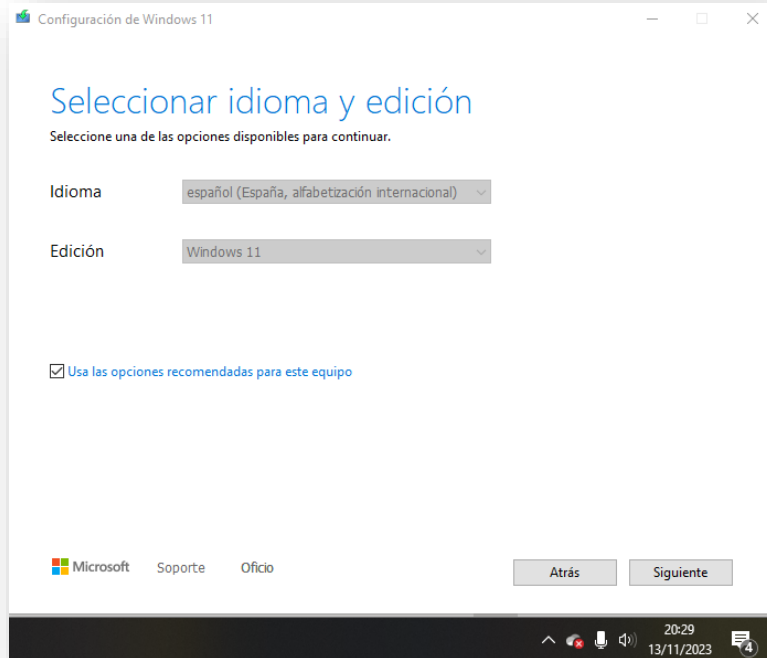 Configuración de Windows 11
Seleccionar idioma y edición
Seleccione una de las opciones disponibles para continuar.
Idioma español (España, alfabetización internacional)
Edición Windows 11
Usa las opciones recomendadas para este equipo
Microsoft Soporte Oficio Atrás Siguiente
20:29
13/11/2023 4